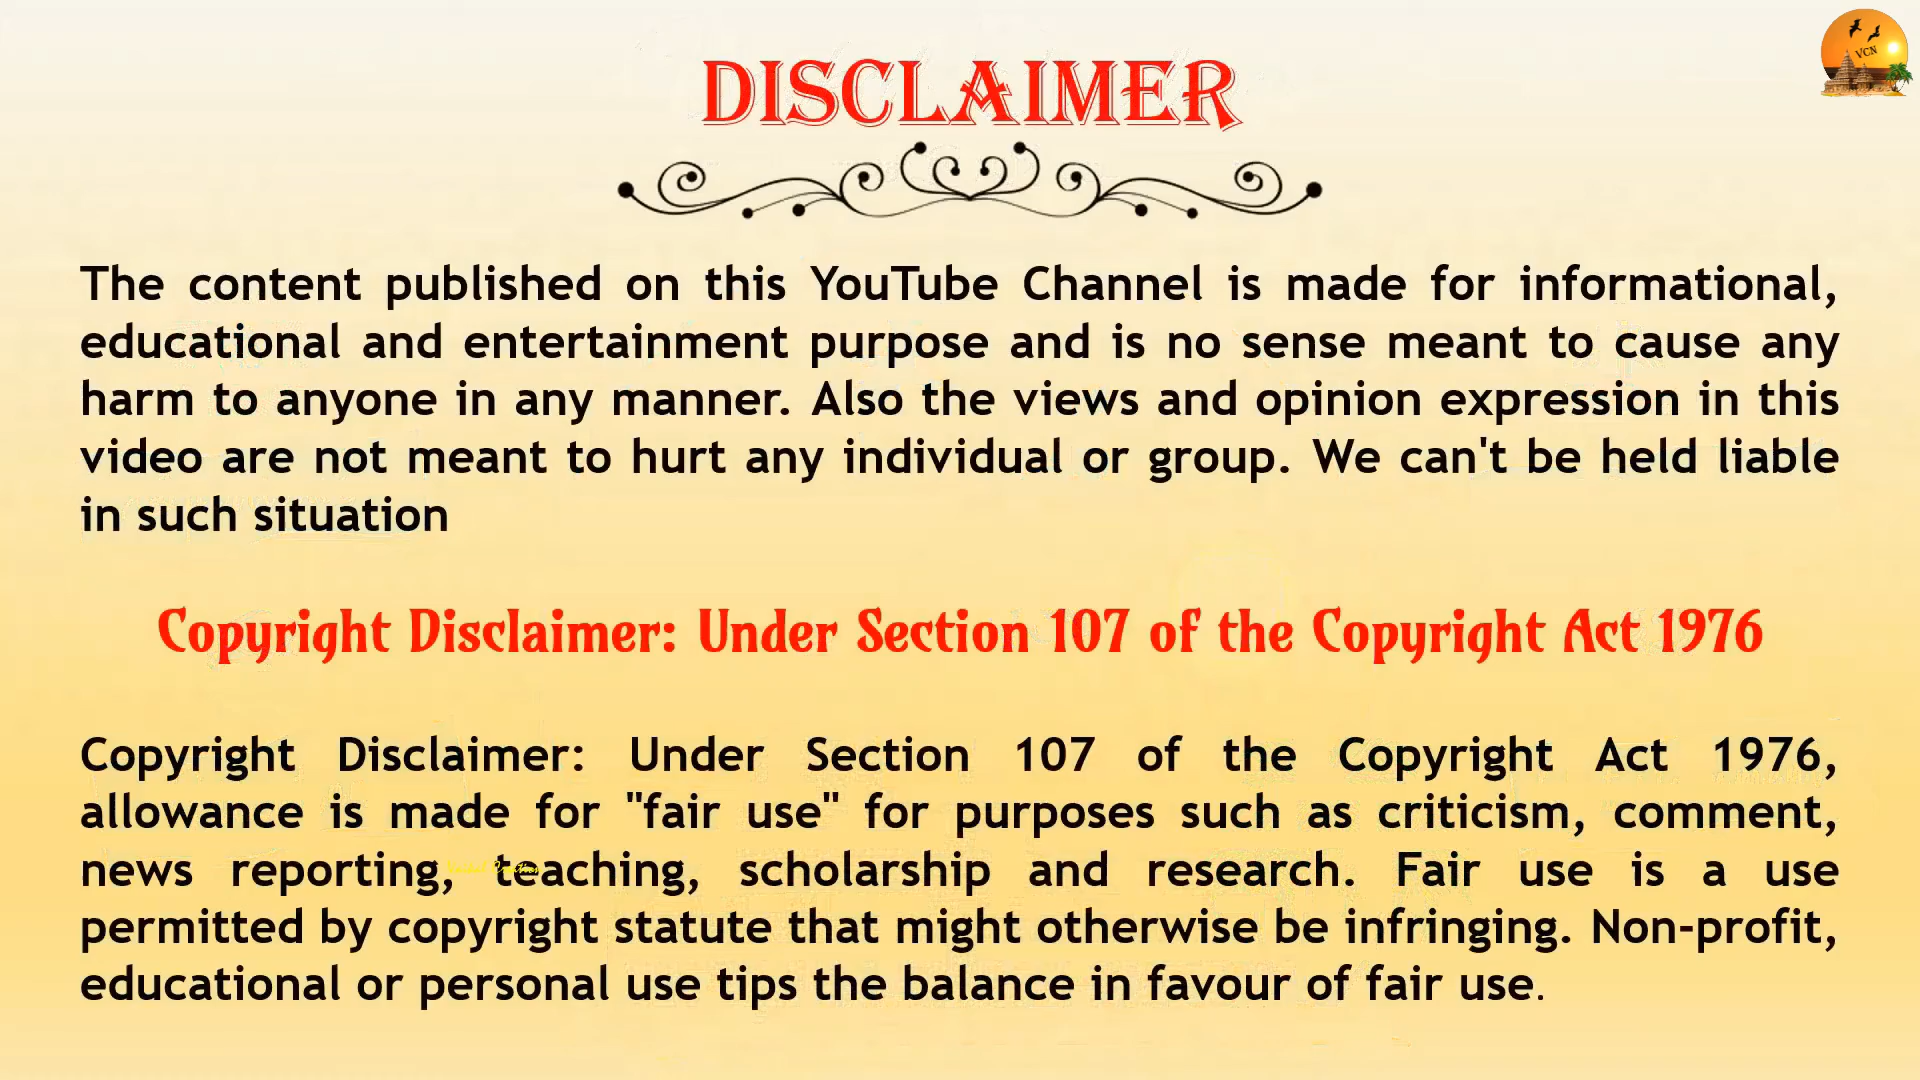 DISCLAIMER
VCN
The content published on this YouTube Channel is made for informational,
educational and entertainment purpose and is no sense meant to cause any
harm to anyone in any manner. Also the views and opinion expression in this
video are not meant to hurt any individual or group. We can't be held liable
in such situation
Copyright Disclaimer: Under Section 107 of the Copyright Act 1976
Copyright Disclaimer: Under Section 107 of the Copyright Act 1976,
allowance is made for "fair use" for purposes such as criticism, comment,
news reporting, teaching, scholarship and research. Fair use is a use
permitted by copyright statute that might otherwise be infringing. Non-profit,
educational or personal use tips the balance in favour of fair use.